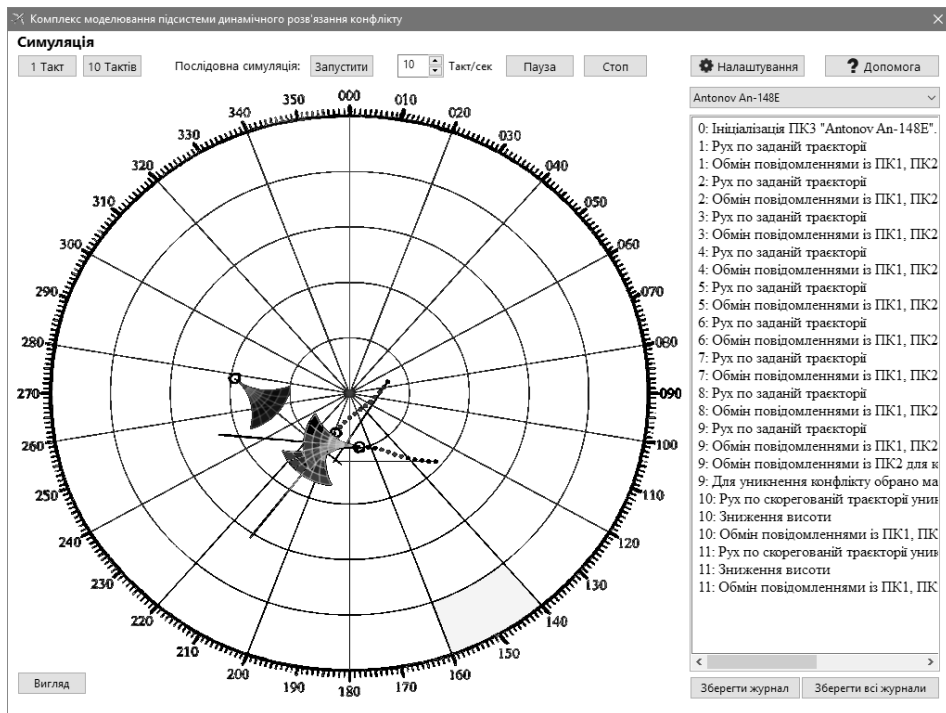 Комплекс моделювання підсистеми динамічного розв'язання конфлікту
Симуляція
1 Такт 10 Тактів Послідовна симуляція: Запустити 10 Такт/сек Пауза Стоп Налаштування ? Допомога
Antonov An-148E
000
010
020
030
040
050
060
070
080
090
100
110
120
130
140
150
160
170
180
190
200
210
220
230
240
250
260
270
280
290
300
310
320
330
340
350
0: Ініціалізація ПК3 "Antonov An-148E".
1: Рух по заданій траєкторії
1: Обмін повідомленнями із ПК1, ПК2
2: Рух по заданій траєкторії
2: Обмін повідомленнями із ПК1, ПК2
3: Рух по заданій траєкторії
3: Обмін повідомленнями із ПК1, ПК2
4: Рух по заданій траєкторії
4: Обмін повідомленнями із ПК1, ПК2
5: Рух по заданій траєкторії
5: Обмін повідомленнями із ПК1, ПК2
6: Рух по заданій траєкторії
6: Обмін повідомленнями із ПК1, ПК2
7: Рух по заданій траєкторії
7: Обмін повідомленнями із ПК1, ПК2
8: Рух по заданій траєкторії
8: Обмін повідомленнями із ПК1, ПК2
9: Рух по заданій траєкторії
9: Обмін повідомленнями із ПК1, ПК2
9: Обмін повідомленнями із ПК2 для к
9: Для уникнення конфлікту обрано ма
10: Рух по скорегованій траєкторії уник
10: Зниження висоти
10: Обмін повідомленнями із ПК1, ПК
11: Рух по скорегованій траєкторії уник
11: Зниження висоти
11: Обмін повідомленнями із ПК1, ПК
Вигляд
Зберегти журнал Зберегти всі журнали